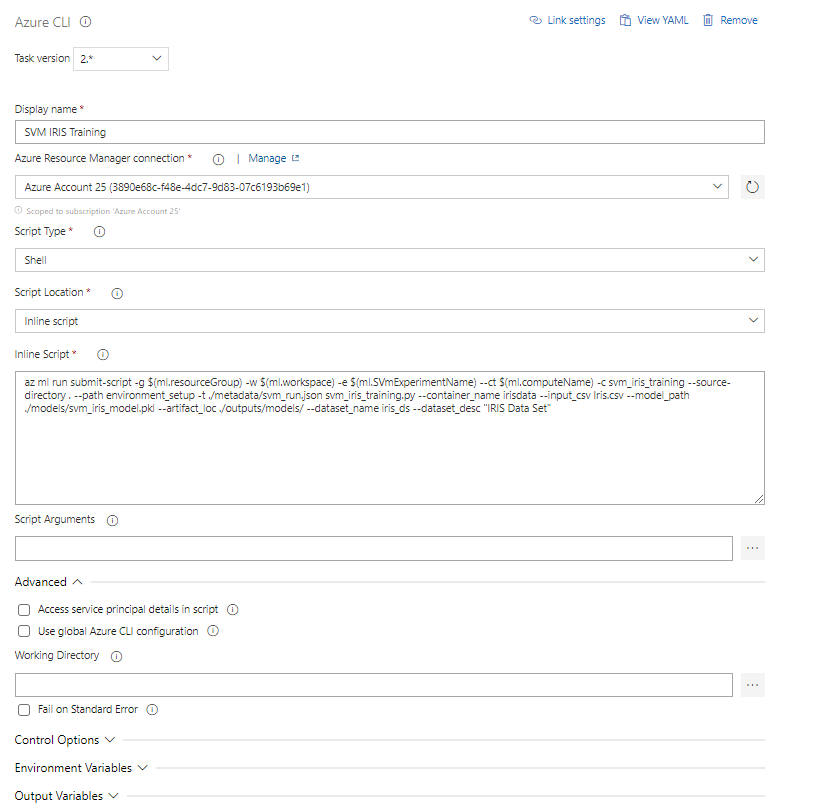 Azure CLI
Link settings View YAML Remove
Task version 2.*
Display name *
SVM IRIS Training
Azure Resource Manager connection * | Manage
Azure Account 25 (3890e68c-f48e-4dc7-9d83-07c6193b69e1)
Scoped to subscription 'Azure Account 25'
Script Type *
Shell
Script Location *
Inline script
Inline Script *
az ml run submit-script -g $(ml.resourceGroup) -w $(ml.workspace) -e $(ml.SVmExperimentName) --ct $(ml.computeName) -c svm_iris_training --source-
directory . --path environment_setup -t ./metadata/svm_run.json svm_iris_training.py --container_name irisdata --input_csv Iris.csv --model_path
./models/svm_iris_model.pkl --artifact_loc ./outputs/models/ --dataset_name iris_ds --dataset_desc "IRIS Data Set"
Script Arguments
...
Advanced
Access service principal details in script
Use global Azure CLI configuration
Working Directory
...
Fail on Standard Error
Control Options
Environment Variables
Output Variables